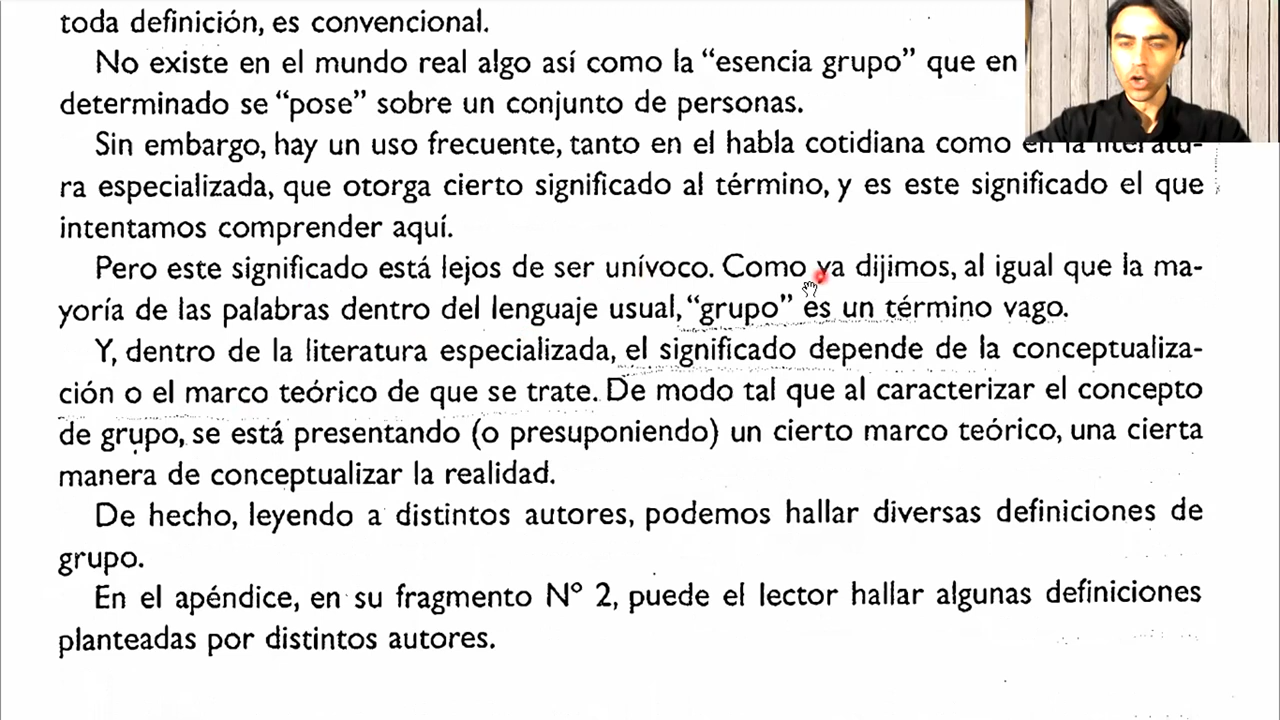 toda definición, es convencional.
No existe en el mundo real algo así como la “esencia grupo” que en
determinado se “pose” sobre un conjunto de personas.
Sin embargo, hay un uso frecuente, tanto en el habla cotidiana como en la literatu-
ra especializada, que otorga cierto significado al término, y es este significado el que
intentamos comprender aquí.
Pero este significado está lejos de ser unívoco. Como ya dijimos, al igual que la ma-
yoría de las palabras dentro del lenguaje usual, “grupo” es un término vago.
Y, dentro de la literatura especializada, el significado depende de la conceptualiza-
ción o el marco teórico de que se trate. De modo tal que al caracterizar el concepto
de grupo, se está presentando (o presuponiendo) un cierto marco teórico, una cierta
manera de conceptualizar la realidad.
De hecho, leyendo a distintos autores, podemos hallar diversas definiciones de
grupo.
En el apéndice, en su fragmento Nº 2, puede el lector hallar algunas definiciones
planteadas por distintos autores.